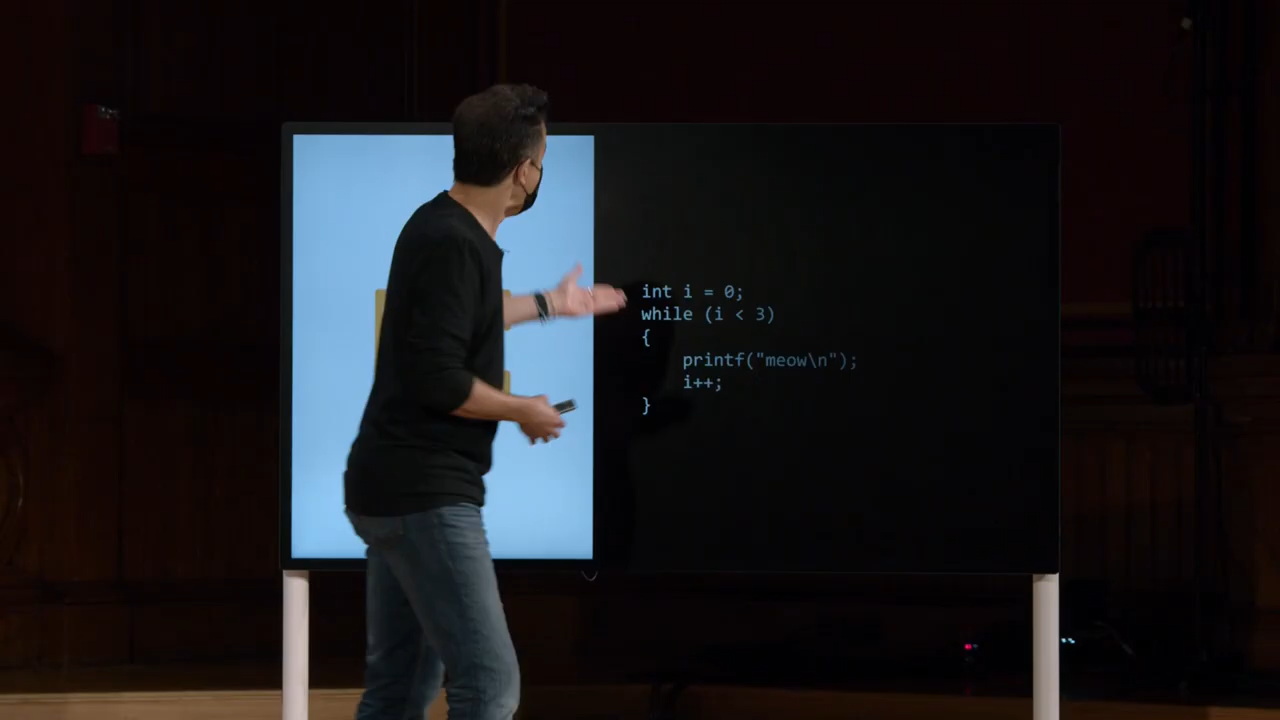 int i = 0;
while (i < 3)
{
    printf("meow\n");
    i++;
}